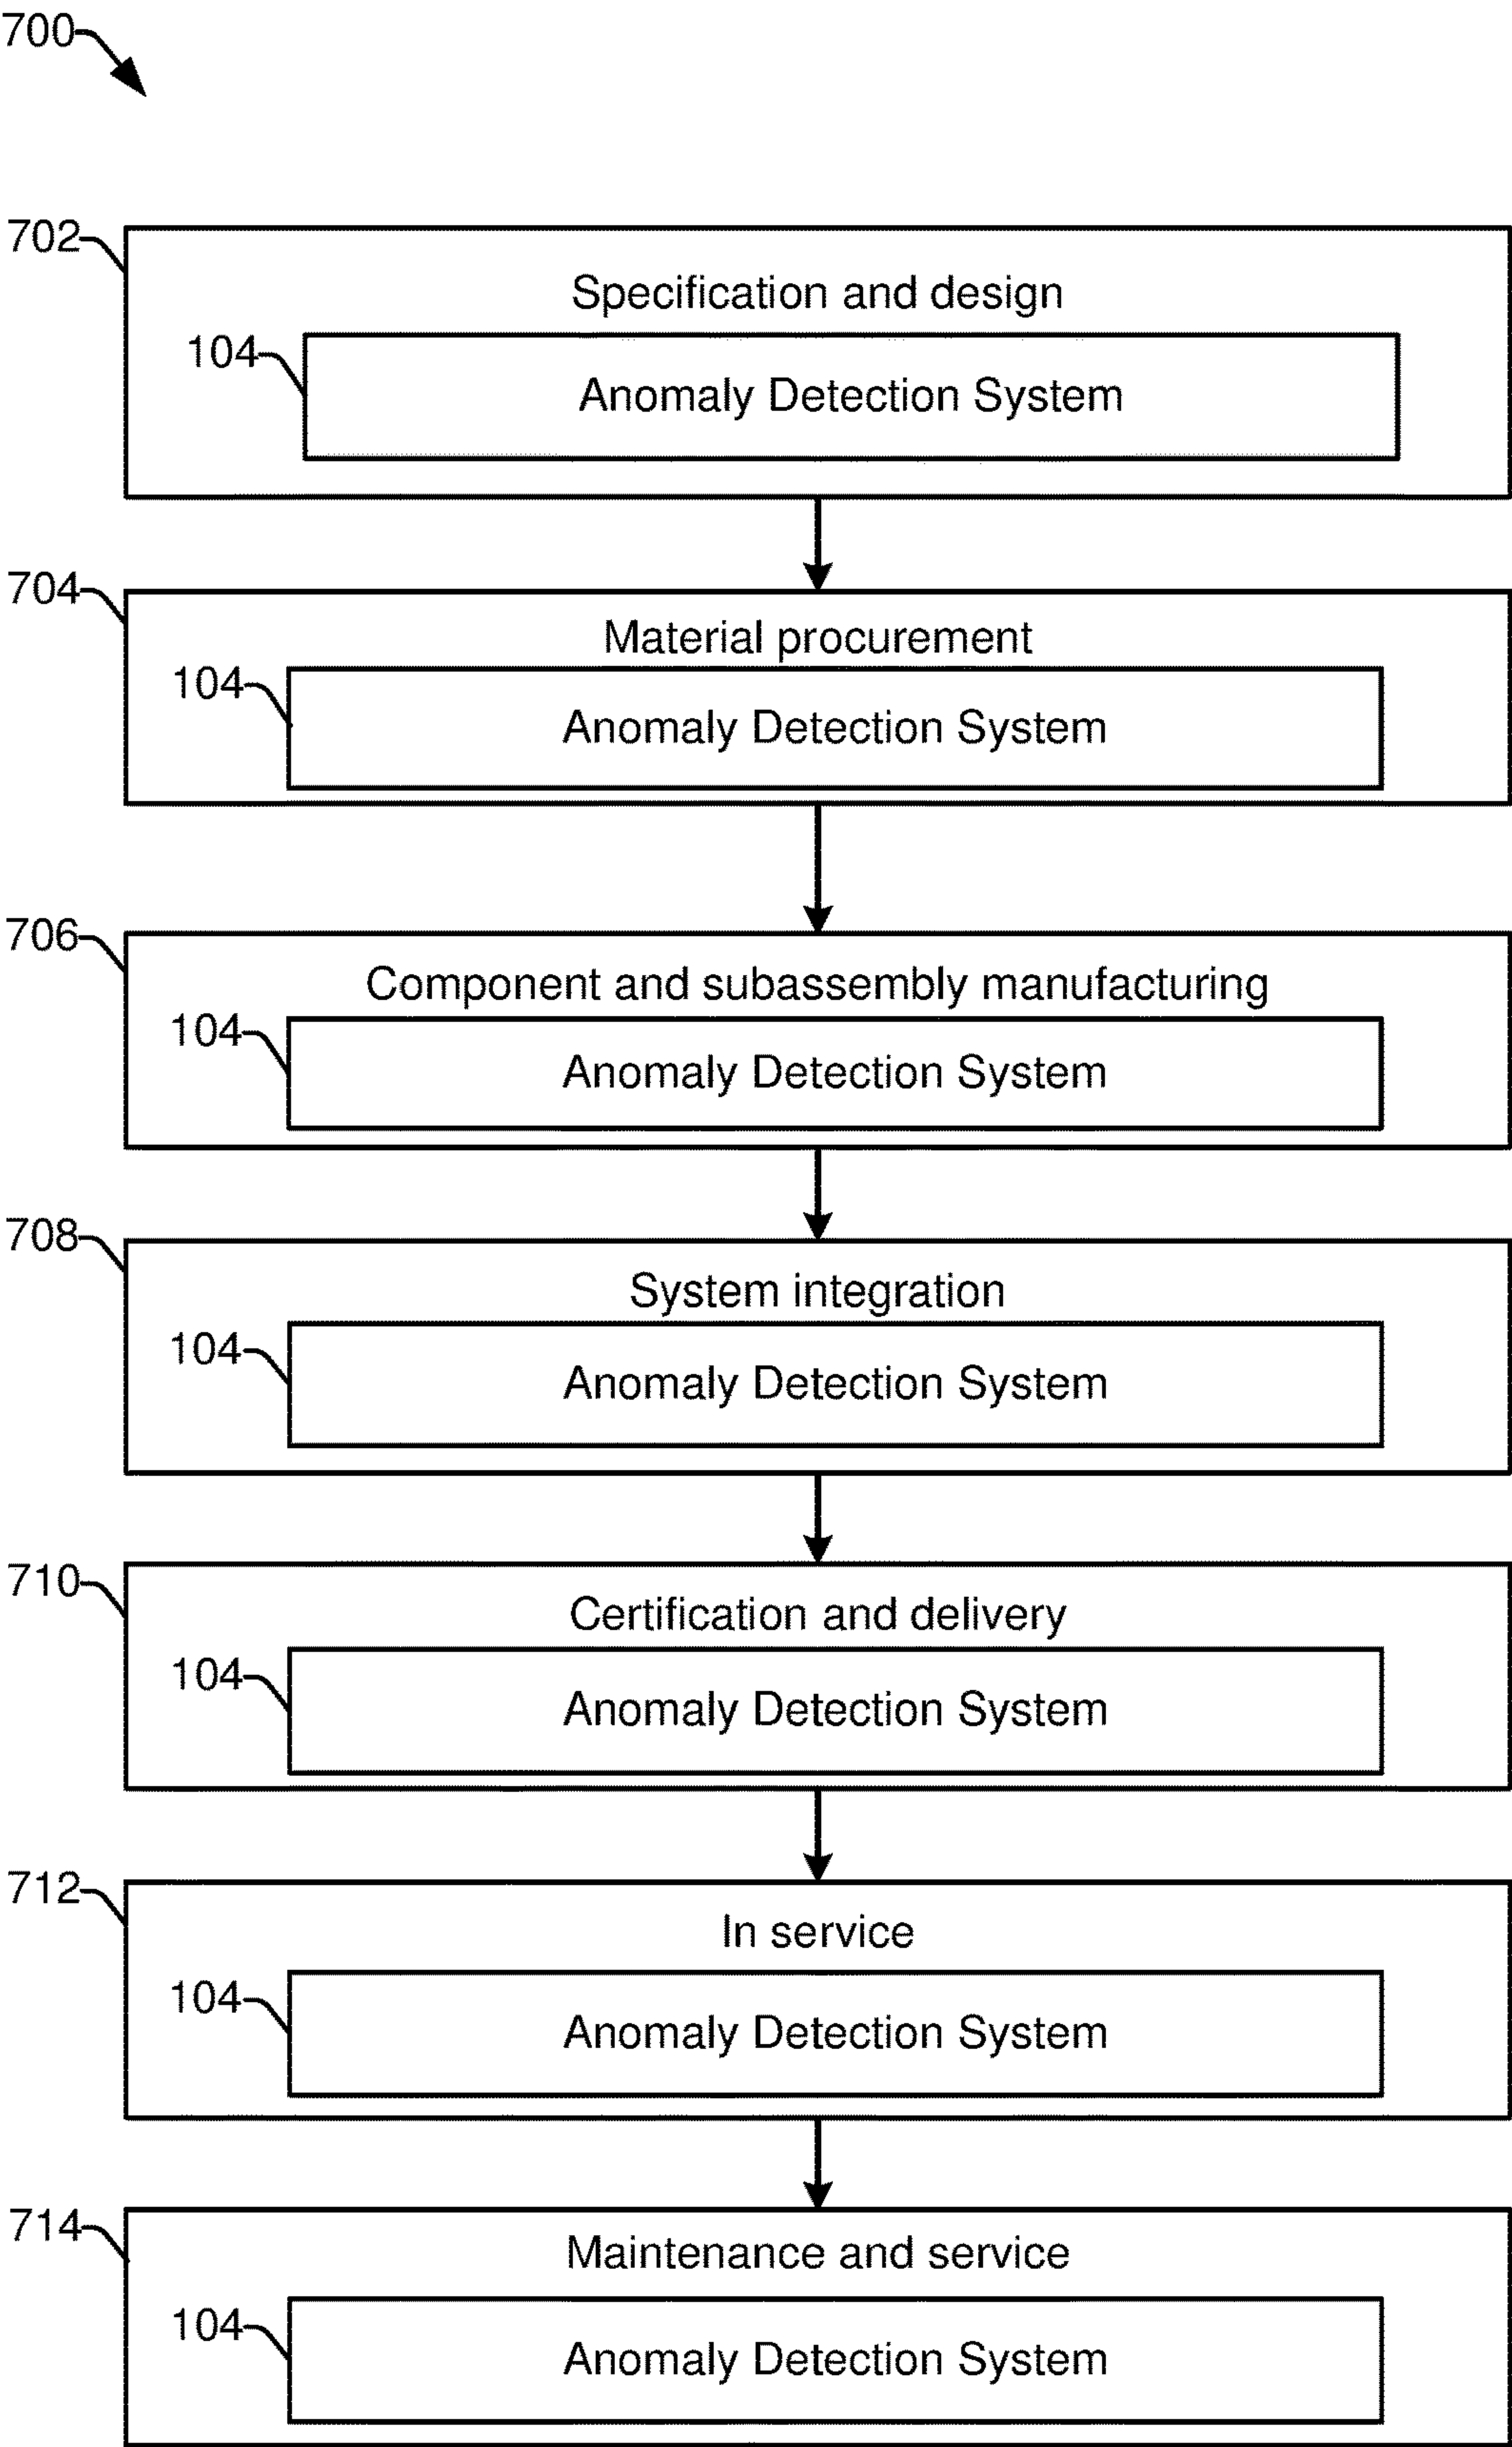 700
702
Specification and design
104
Anomaly Detection System
704
Material procurement
104
Anomaly Detection System
706
Component and subassembly manufacturing
104
Anomaly Detection System
708
System integration
104
Anomaly Detection System
710
Certification and delivery
104
Anomaly Detection System
712
In service
104
Anomaly Detection System
714
Maintenance and service
104
Anomaly Detection System